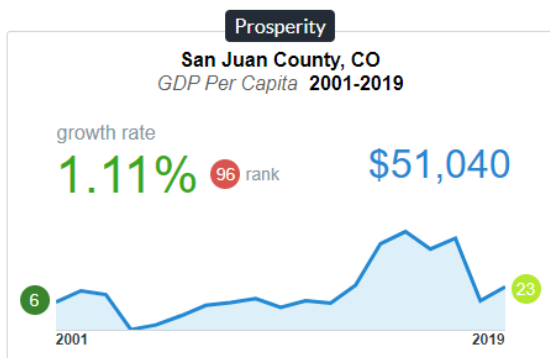 Prosperity
San Juan County, CO
GDP Per Capita 2001-2019
growth rate
1.11% 96 rank
$51,040
6
23
2001
2019